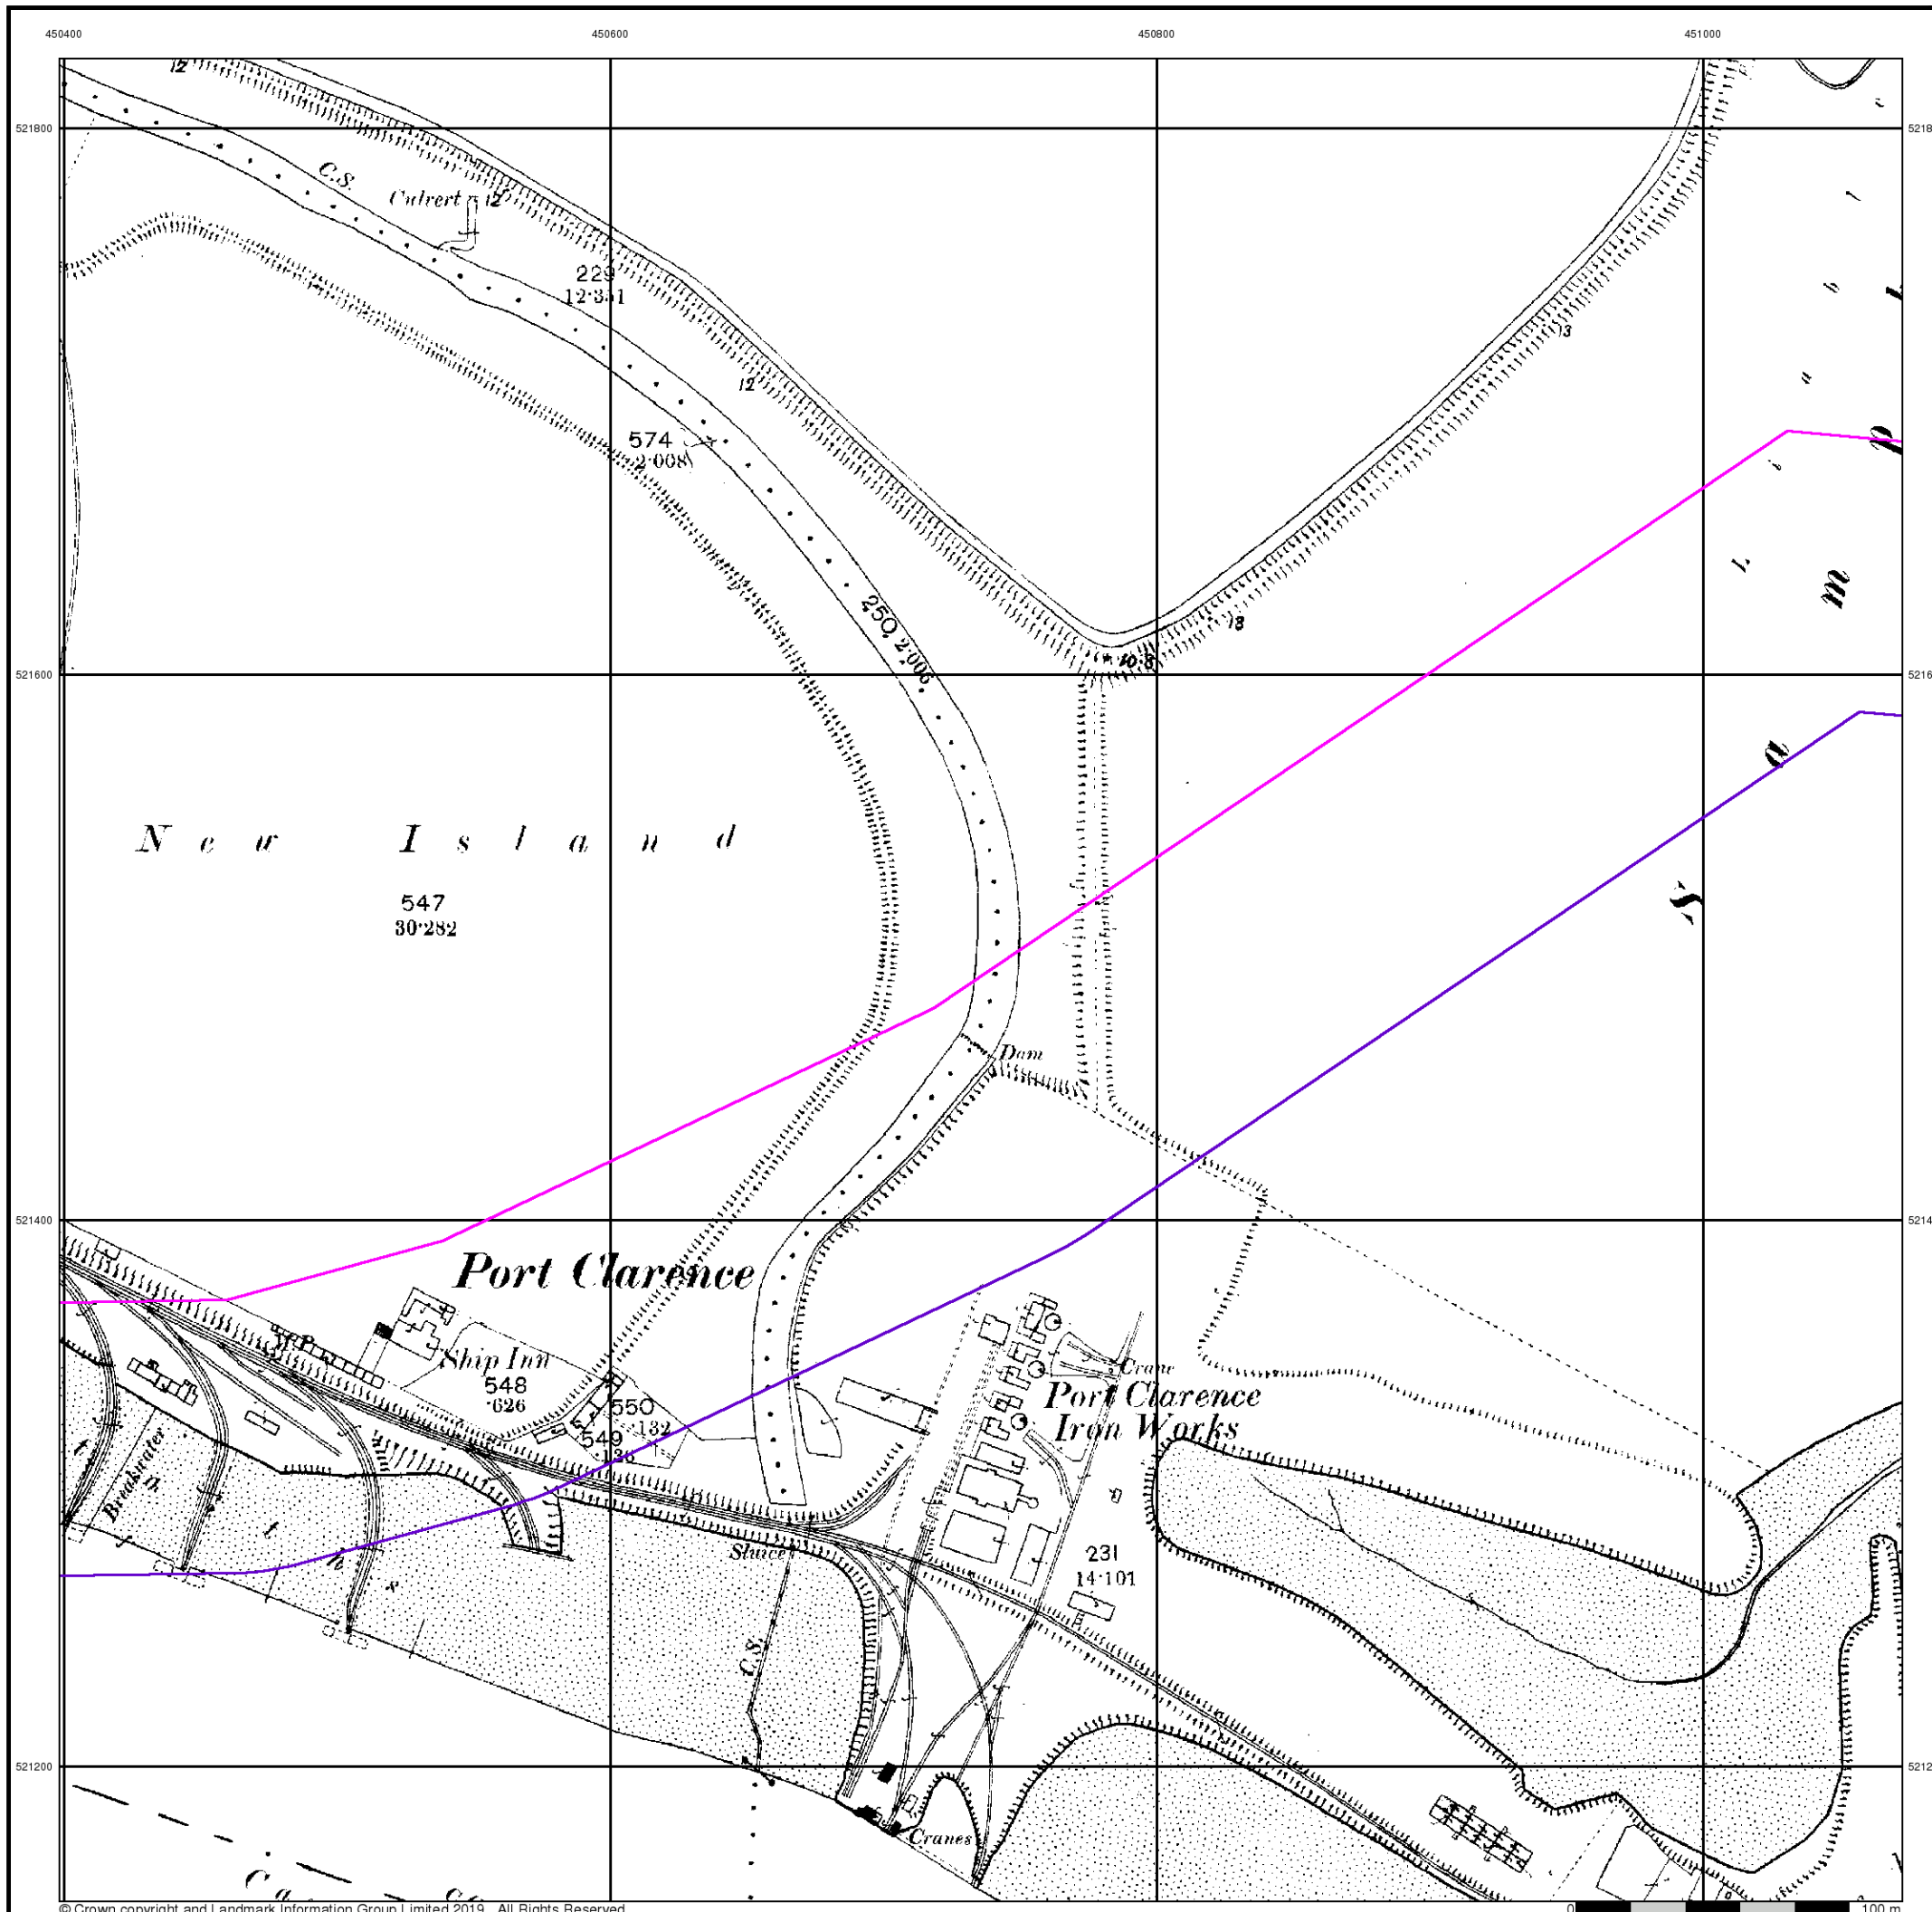 450400 450600 450800 451000
521800
12
C.S.
Culvert
12
229
12·351
12
574
2·008
13
250
2·006
13
10·8
521600
New Island
547
30·282
Dam
521400
Port Clarence
Ship Inn
548
·626
550
·132
549
Crane
Port Clarence
Iron Works
Breakwater
Sluice
231
14·101
C.S.
521200
Cranes
© Crown copyright and Landmark Information Group Limited 2019. All Rights Reserved
0 100 m